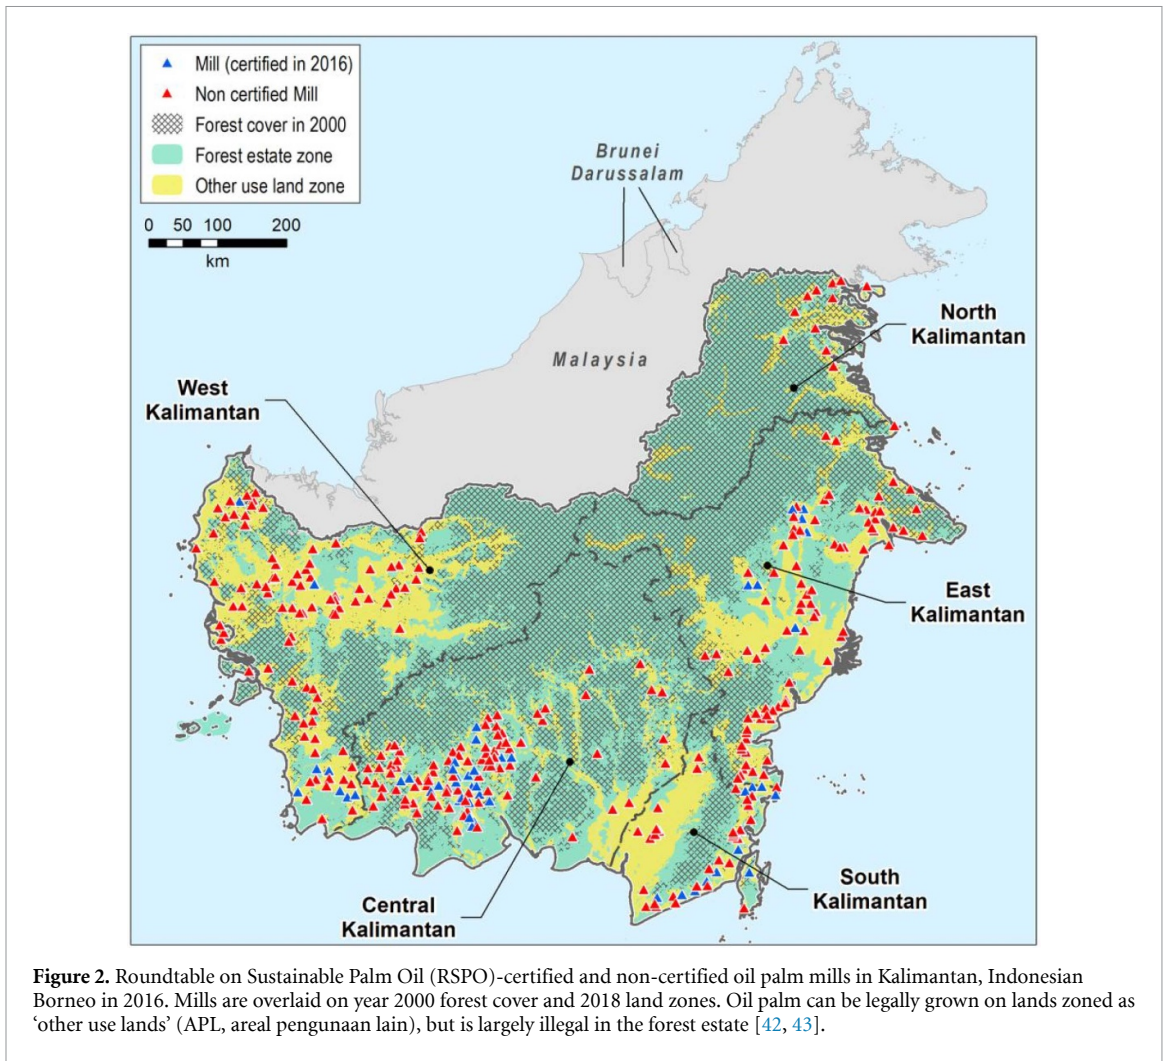 Mill (certified in 2016)
Non certified Mill
Forest cover in 2000
Forest estate zone
Other use land zone
0 50 100 200
km
Brunei
Darussalam
Malaysia
North
Kalimantan
West
Kalimantan
East
Kalimantan
South
Kalimantan
Central
Kalimantan
Figure 2. Roundtable on Sustainable Palm Oil (RSPO)-certified and non-certified oil palm mills in Kalimantan, Indonesian
Borneo in 2016. Mills are overlaid on year 2000 forest cover and 2018 land zones. Oil palm can be legally grown on lands zoned as
‘other use lands’ (APL, areal pengunaan lain), but is largely illegal in the forest estate [42, 43].